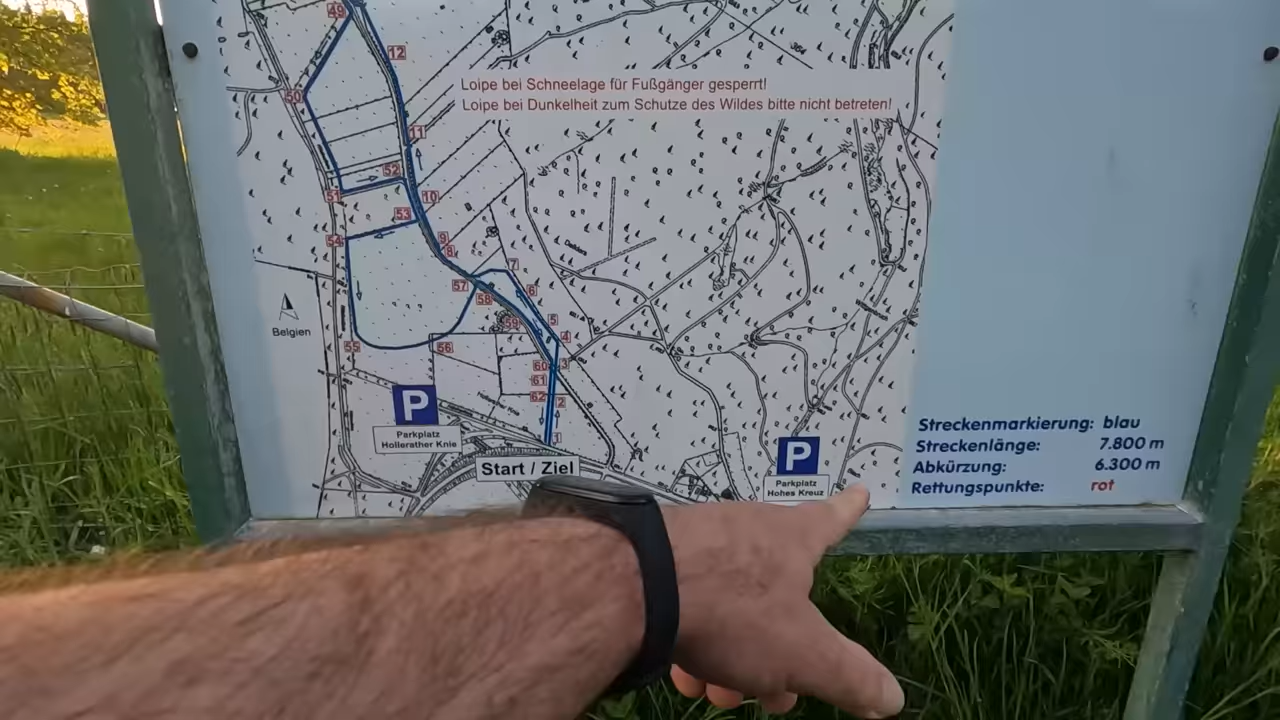 49
12
50
Loipe bei Schneelage für Fußgänger gesperrt!
Loipe bei Dunkelheit zum Schutze des Wildes bitte nicht betreten!
11
52
51
10
53
54
9
8
7
57
58
6
59
5
4
Belgien
55
56
60
3
61
62
2
P
Parkplatz
Hollerather Knie
1
Start / Ziel
P
Parkplatz
Hohes Kreuz
Streckenmarkierung: blau
Streckenlänge: 7.800 m
Abkürzung: 6.300 m
Rettungspunkte: rot